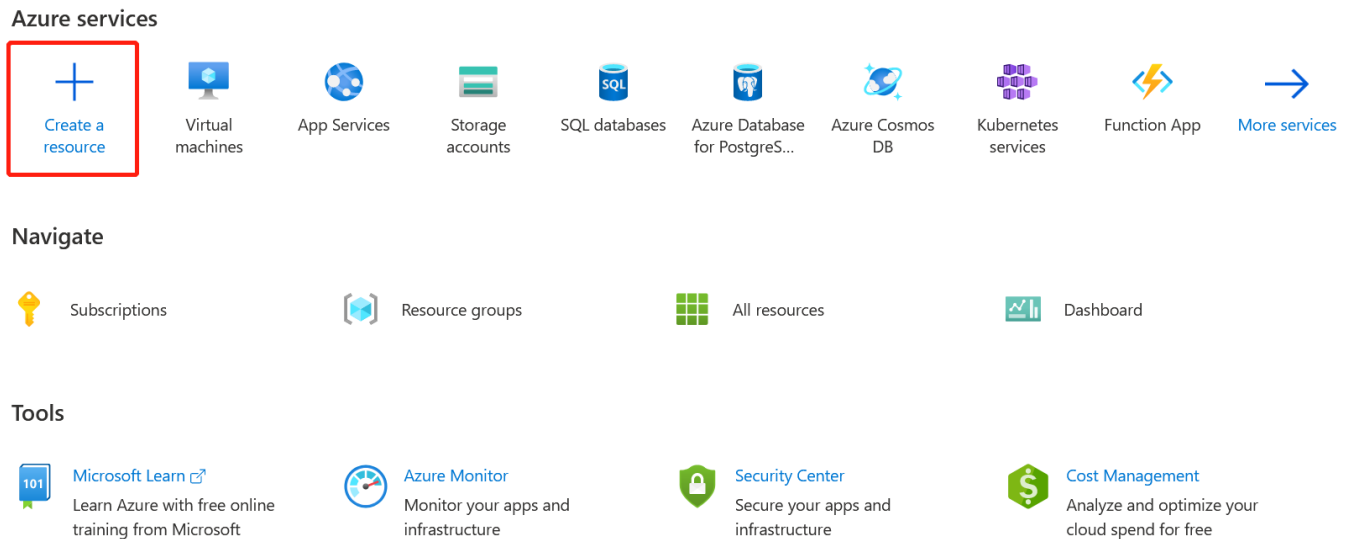 Azure services
Create a
resource
Virtual
machines
App Services
Storage
accounts
SQL
SQL databases
Azure Database
for PostgreS...
Azure Cosmos
DB
Kubernetes
services
Function App
More services
Navigate
Subscriptions
Resource groups
All resources
Dashboard
Tools
101
Microsoft Learn
Learn Azure with free online
training from Microsoft
Azure Monitor
Monitor your apps and
infrastructure
Security Center
Secure your apps and
infrastructure
$
Cost Management
Analyze and optimize your
cloud spend for free